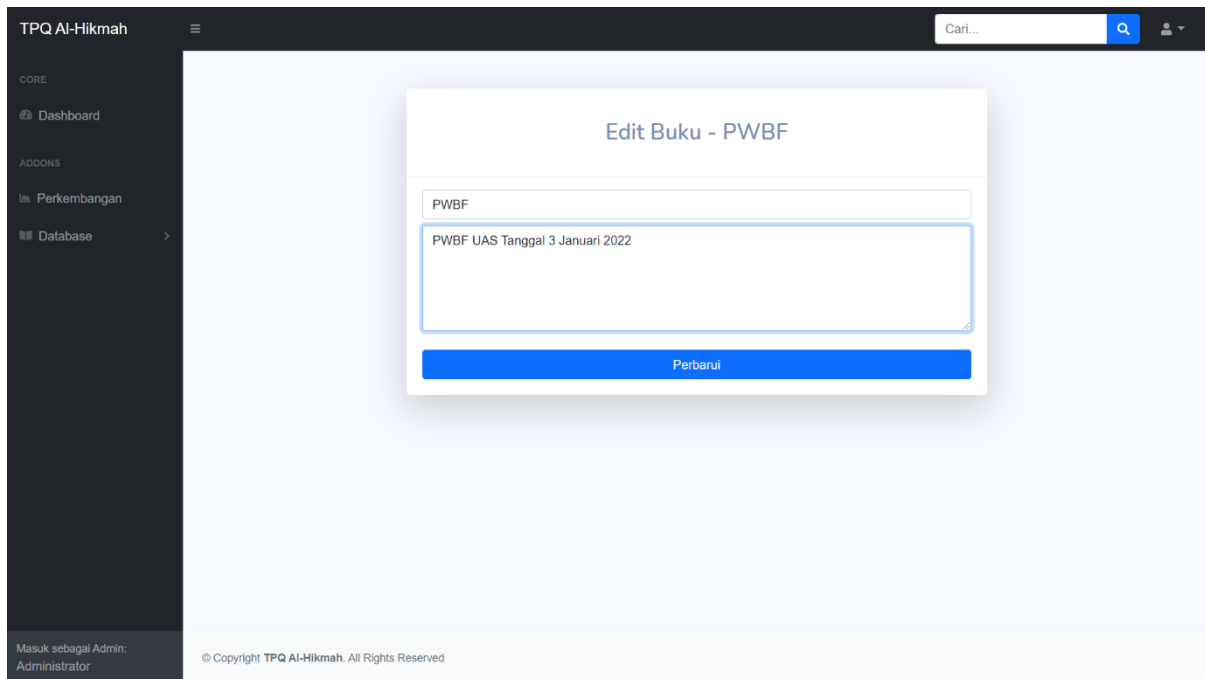 TPQ Al-Hikmah
Cari...
CORE
Dashboard
ADDONS
Perkembangan
Database
Edit Buku - PWBF
PWBF
PWBF UAS Tanggal 3 Januari 2022
Perbarui
Masuk sebagai Admin:
Administrator
© Copyright TPQ Al-Hikmah. All Rights Reserved